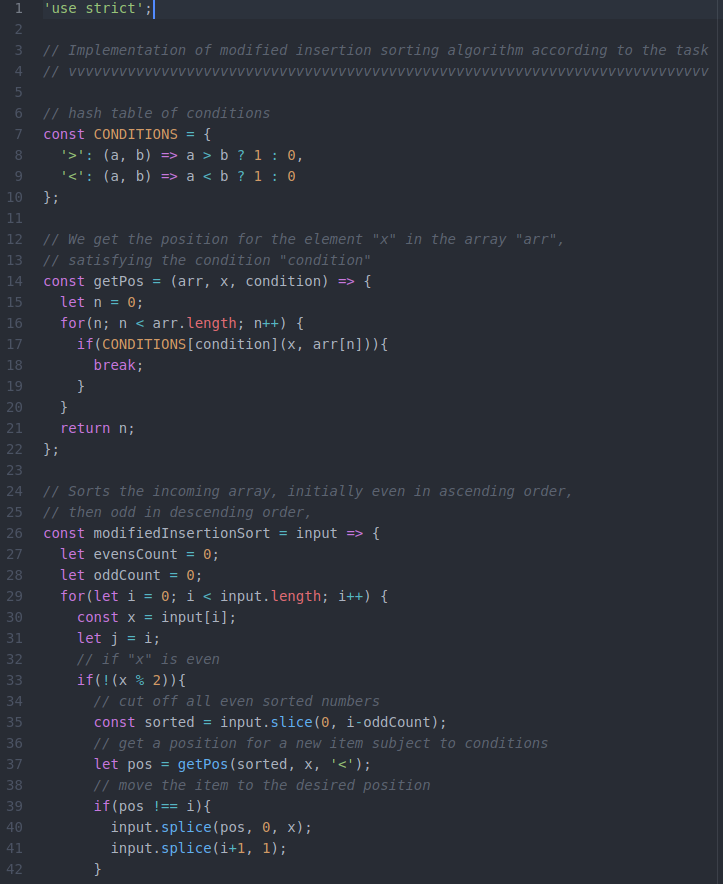 1 'use strict';
2
3 // Implementation of modified insertion sorting algorithm according to the task
4 // vvvvvvvvvvvvvvvvvvvvvvvvvvvvvvvvvvvvvvvvvvvvvvvvvvvvvvvvvvvvvvvvvvvvvvvvvvvv
5
6 // hash table of conditions
7 const CONDITIONS = {
8   '>': (a, b) => a > b ? 1 : 0,
9   '<': (a, b) => a < b ? 1 : 0
10 };
11
12 // We get the position for the element "x" in the array "arr",
13 // satisfying the condition "condition"
14 const getPos = (arr, x, condition) => {
15   let n = 0;
16   for(n; n < arr.length; n++) {
17     if(CONDITIONS[condition](x, arr[n])){
18       break;
19     }
20   }
21   return n;
22 };
23
24 // Sorts the incoming array, initially even in ascending order,
25 // then odd in descending order,
26 const modifiedInsertionSort = input => {
27   let evensCount = 0;
28   let oddCount = 0;
29   for(let i = 0; i < input.length; i++) {
30     const x = input[i];
31     let j = i;
32     // if "x" is even
33     if(!(x % 2)){
34       // cut off all even sorted numbers
35       const sorted = input.slice(0, i-oddCount);
36       // get a position for a new item subject to conditions
37       let pos = getPos(sorted, x, '<');
38       // move the item to the desired position
39       if(pos !== i){
40         input.splice(pos, 0, x);
41         input.splice(i+1, 1);
42       }